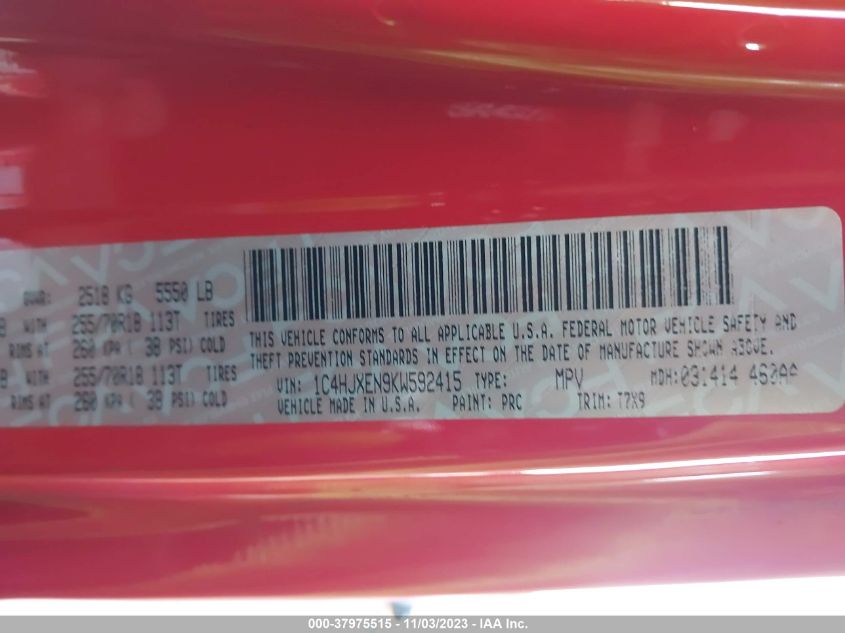 GVWR: 2518 KG 5550 LB
B WITH 255/70R18 113T TIRES
RIMS AT 260 KPA ( 38 PSI) COLD
B WITH 255/70R18 113T TIRES
RIMS AT 260 KPA ( 38 PSI) COLD
THIS VEHICLE CONFORMS TO ALL APPLICABLE U.S.A. FEDERAL MOTOR VEHICLE SAFETY AND
THEFT PREVENTION STANDARDS IN EFFECT ON THE DATE OF MANUFACTURE SHOWN ABOVE.
VIN: 1C4HJXEN9KW592415 TYPE: MPV MDH: 031414 460AA
VEHICLE MADE IN U.S.A. PAINT: PRC TRIM: T7X9
000-37975515 - 11/03/2023 - IAA Inc.